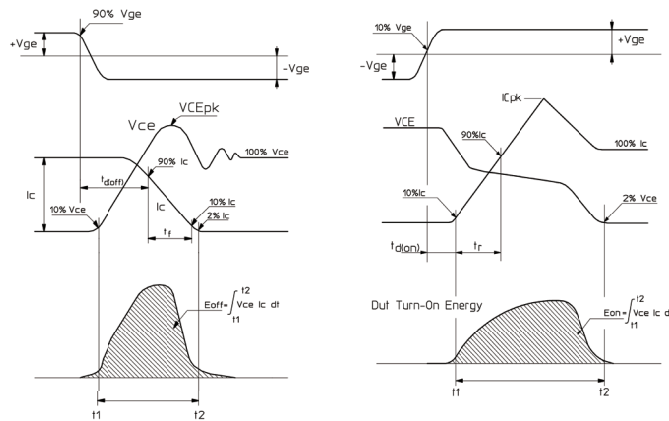 90% Vge
+Vge
-Vge
VCEpk
Vce
100% Vce
90% Ic
td(off)
Ic
Ic
10% Vce
10% Ic
2% Ic
tf
Eoff= ∫ Vce Ic dt
t2
t1
t1
t2
10% Vge
+Vge
-Vge
ICpk
VCE
90%Ic
100% Ic
10%Ic
2% Vce
td(on)
tr
Dut Turn-On Energy
Eon= ∫ Vce Ic d
t2
t1
t1
t2